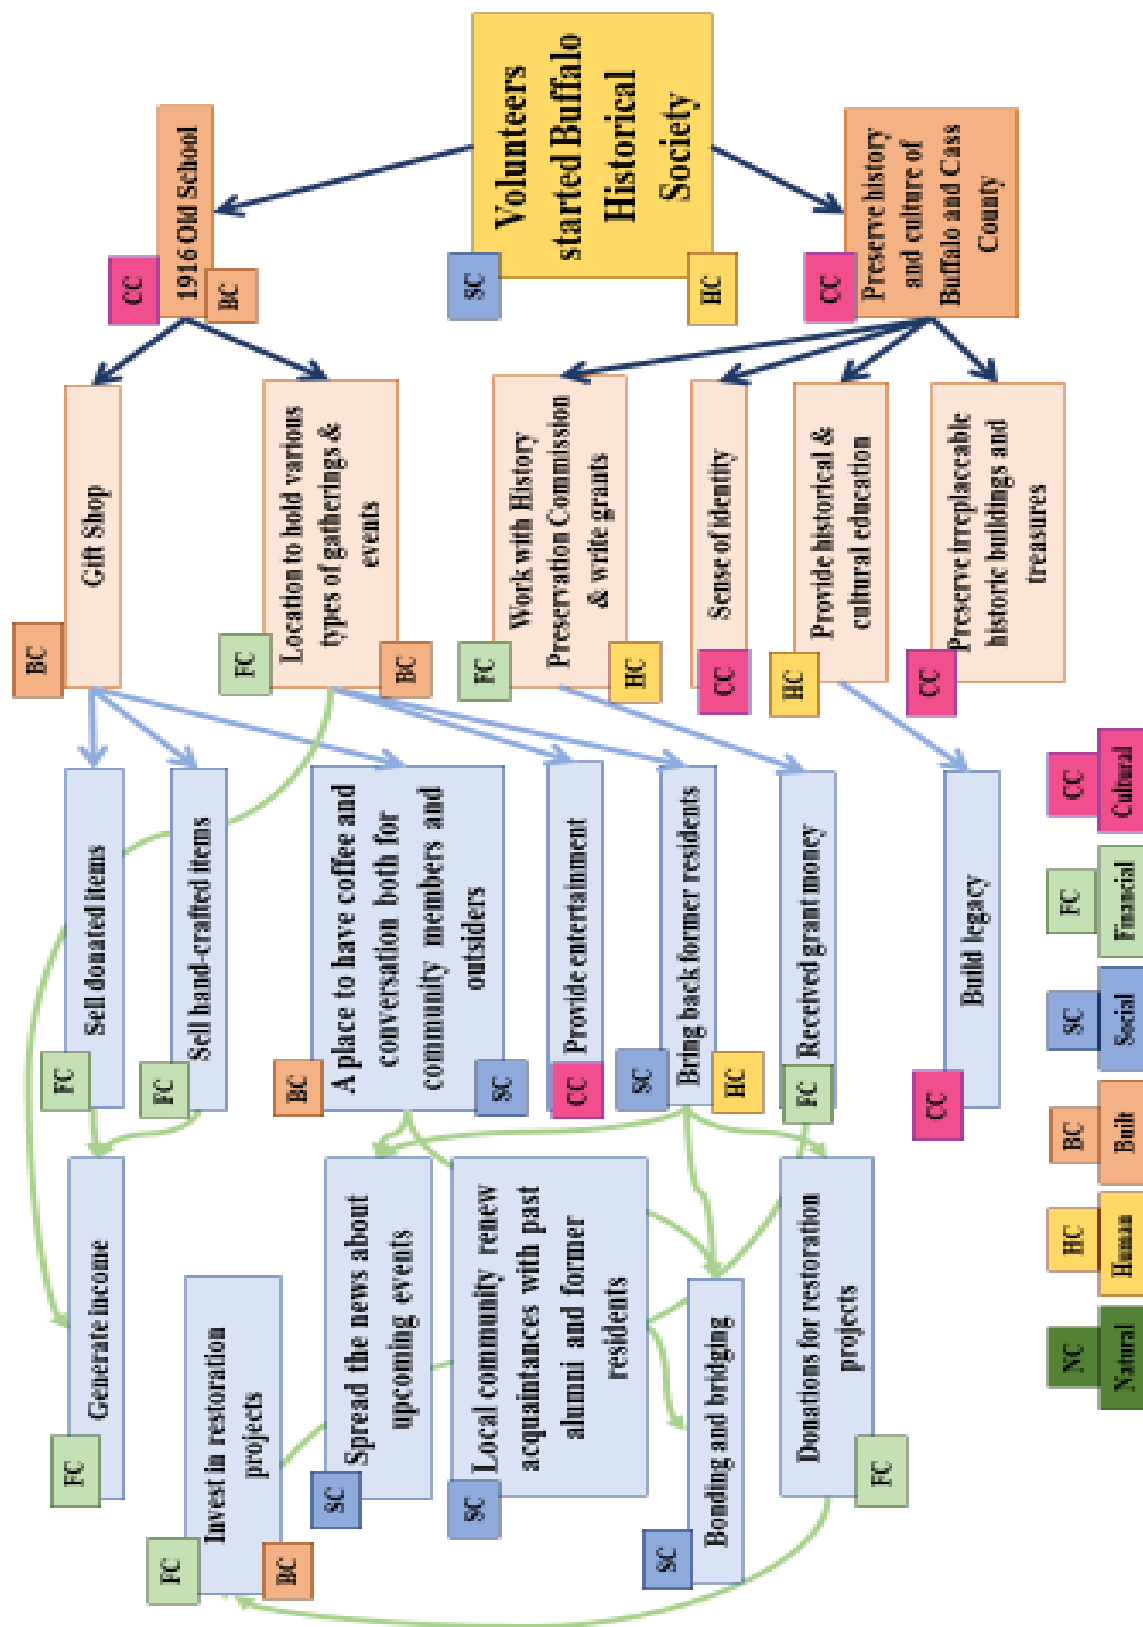 Volunteers
started Buffalo
Historical
Society
SC
HC
1916 Old School
CC
BC
Preserve history
and culture of
Buffalo and Cass
County
CC
Gift Shop
BC
Location to hold various
types of gatherings &
events
FC
BC
Work with History
Preservation Commission
& write grants
FC
HC
Sense of identity
CC
Provide historical &
cultural education
HC
Preserve irreplaceable
historic buildings and
treasures
CC
Sell donated items
FC
Sell hand-crafted items
FC
A place to have coffee and
conversation both for
community members and
outsiders
BC
SC
Provide entertainment
CC
Bring back former residents
SC
HC
Received grant money
FC
Build legacy
CC
Generate income
FC
Invest in restoration
projects
FC
BC
Spread the news about
upcoming events
SC
Local community renew
acquaintances with past
alumni and former
residents
SC
Bonding and bridging
SC
Donations for restoration
projects
FC
NC
Natural
HC
Human
BC
Built
SC
Social
FC
Financial
CC
Cultural